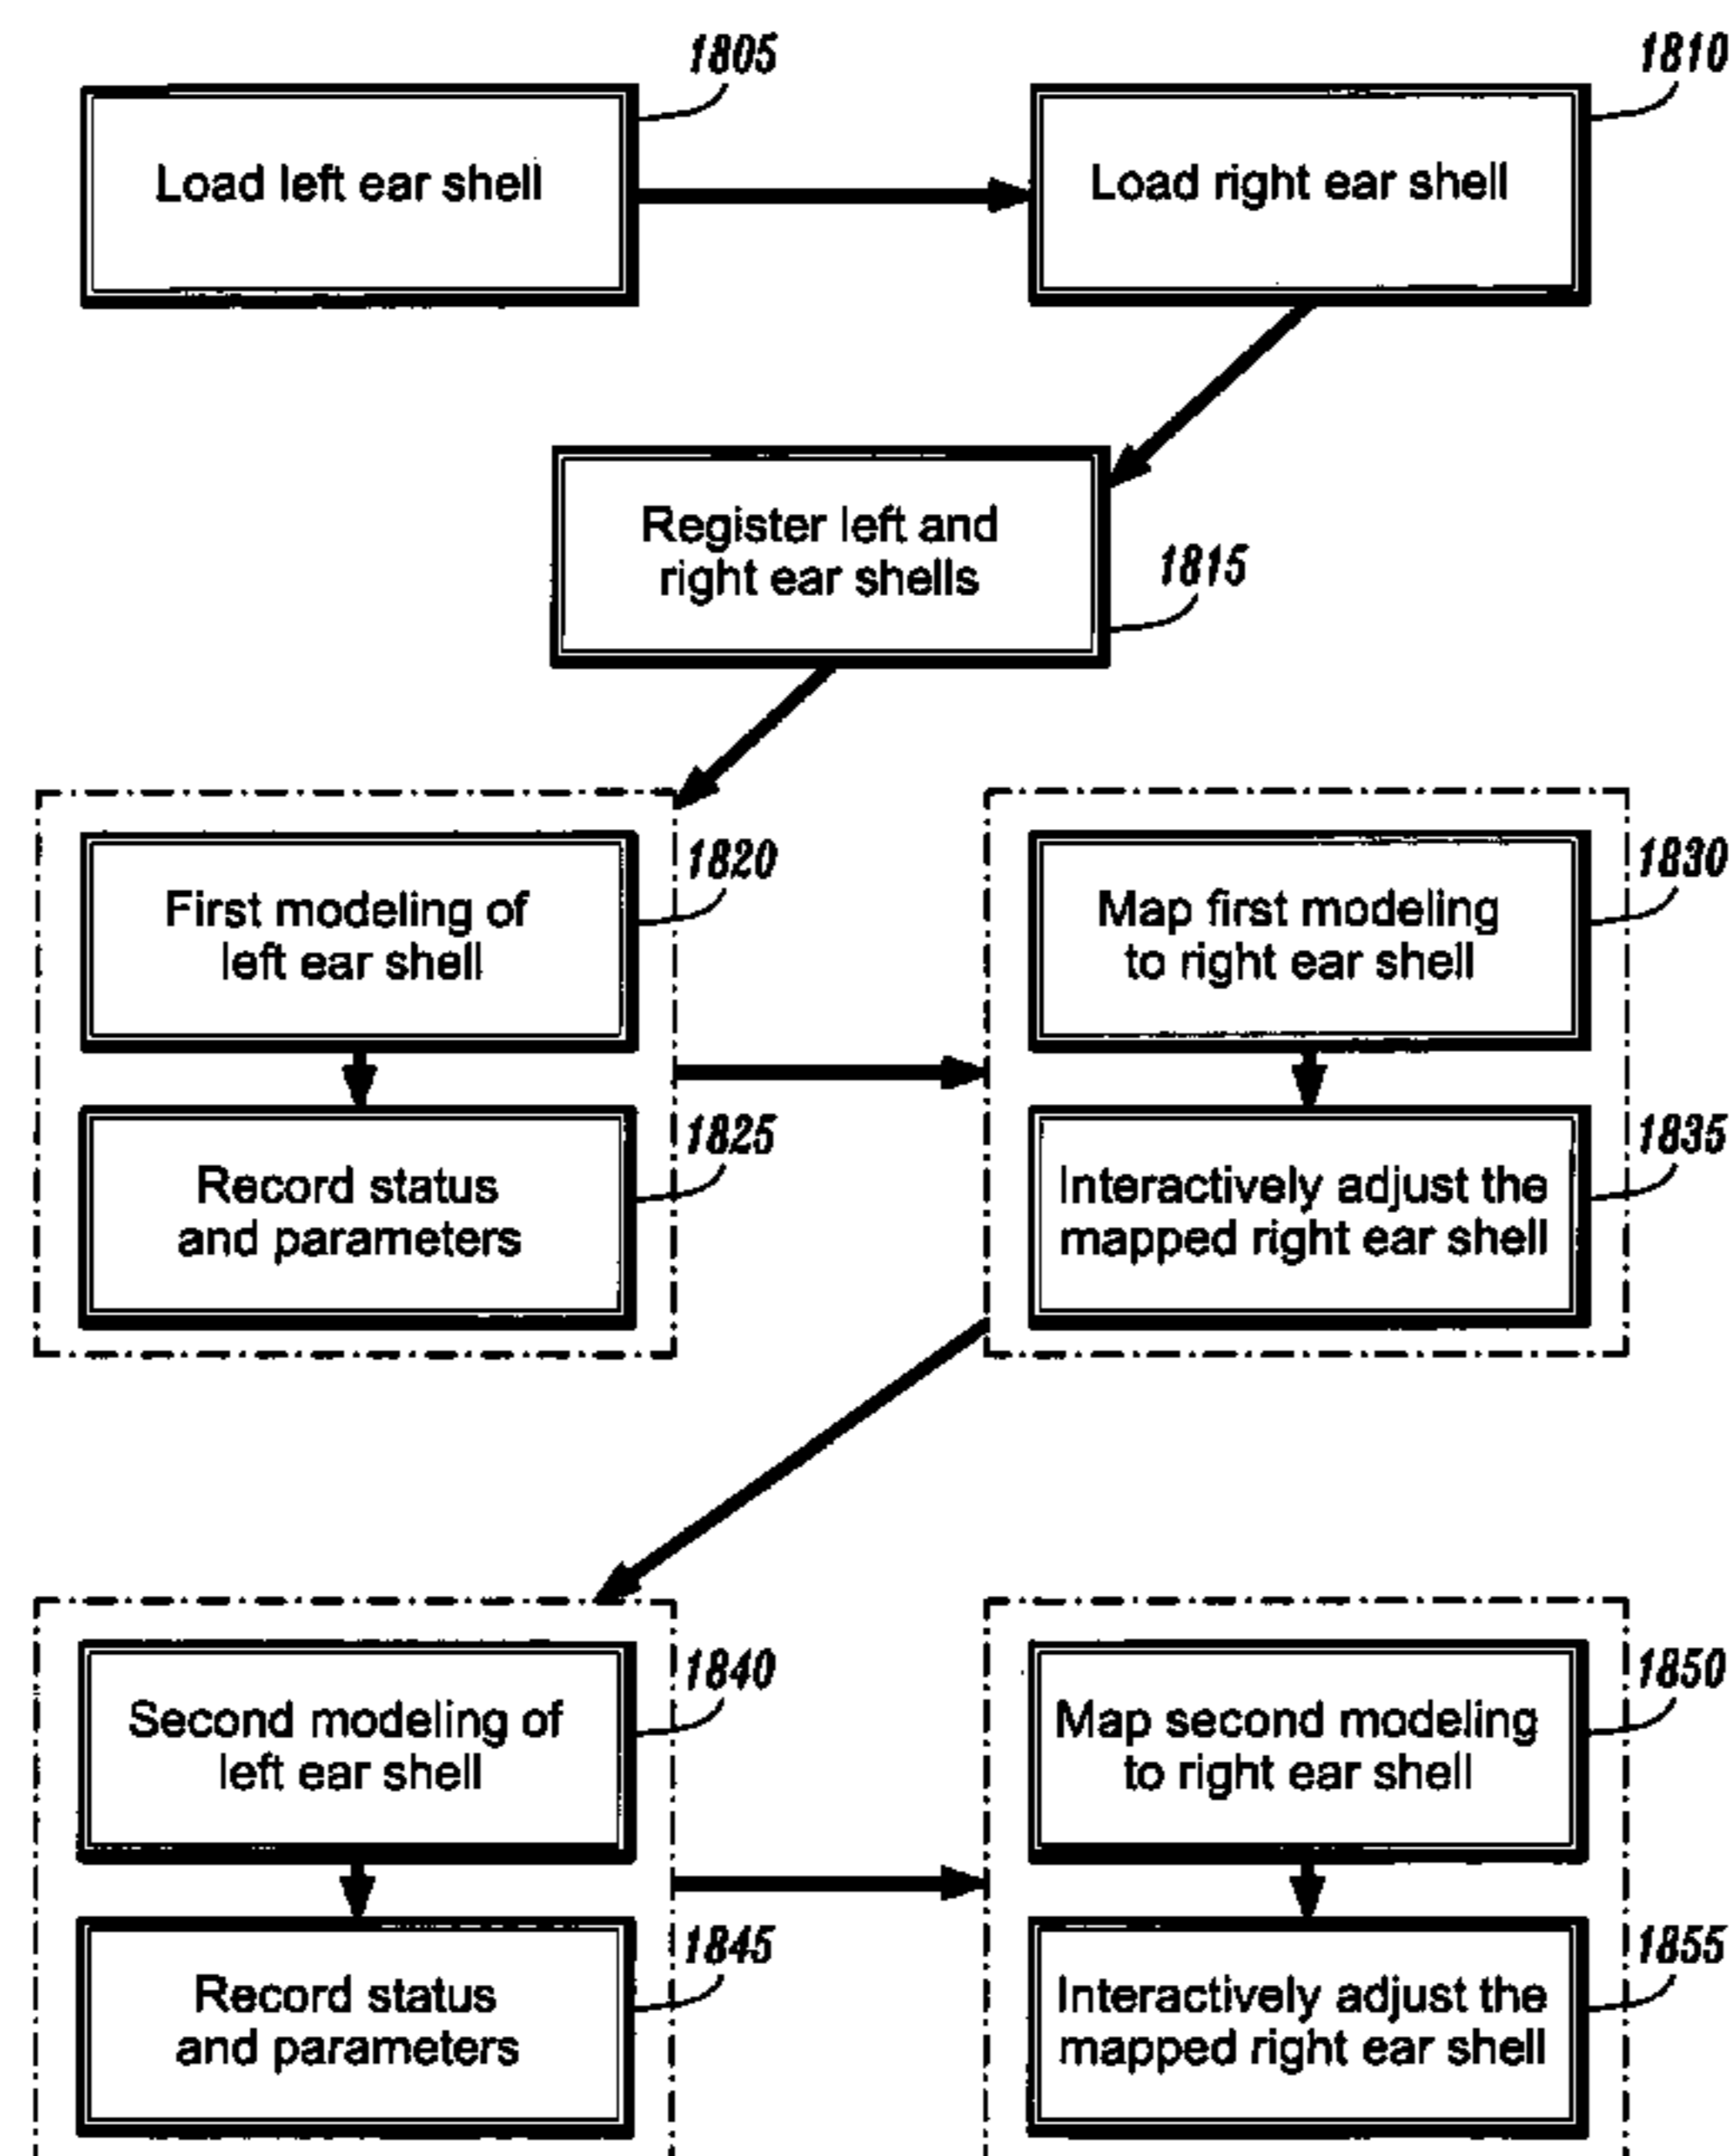 1805
Load left ear shell
1810
Load right ear shell
Register left and
right ear shells
1815
1820
First modeling of
left ear shell
1825
Record status
and parameters
1830
Map first modeling
to right ear shell
1835
Interactively adjust the
mapped right ear shell
1840
Second modeling of
left ear shell
1845
Record status
and parameters
1850
Map second modeling
to right ear shell
1855
Interactively adjust the
mapped right ear shell